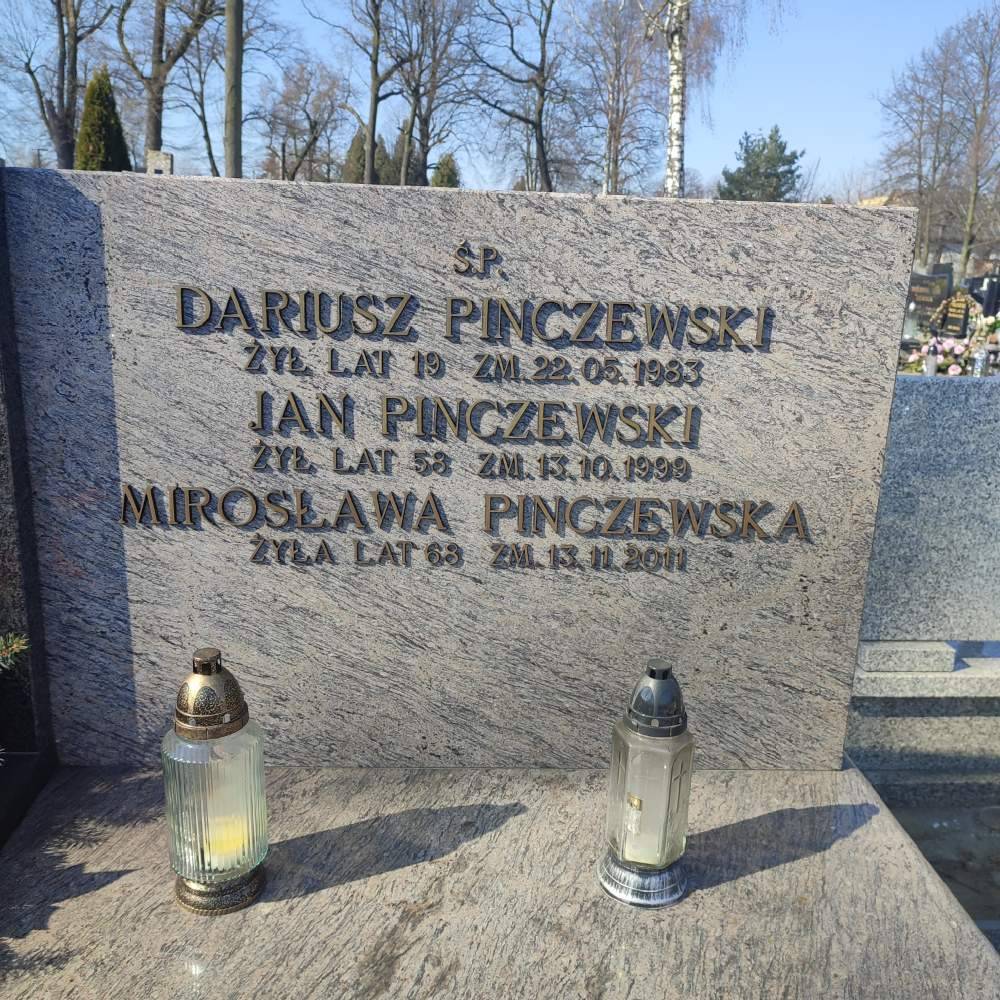 Ś.P.
DARIUSZ PINCZEWSKI
ŻYŁ LAT 19 ZM. 22.05.1983
JAN PINCZEWSKI
ŻYŁ LAT 58 ZM. 13.10.1999
MIROSŁAWA PINCZEWSKA
ŻYŁA LAT 68 ZM. 13.11.2011